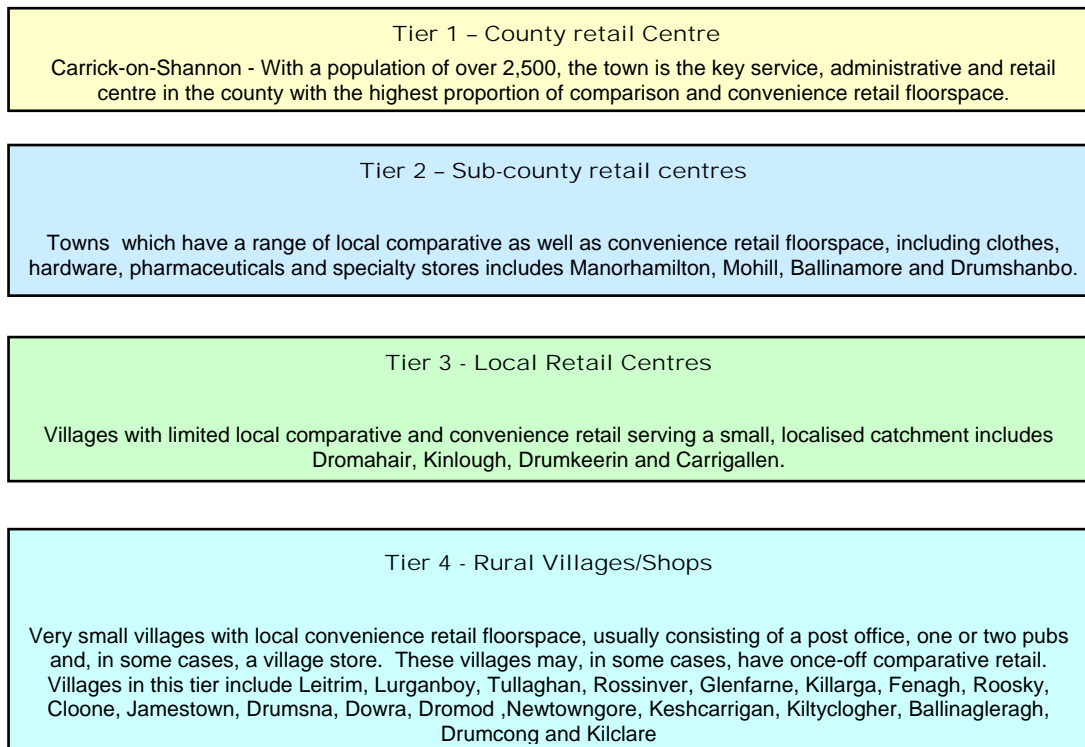 Tier 1 – County retail Centre
Carrick-on-Shannon - With a population of over 2,500, the town is the key service, administrative and retail
centre in the county with the highest proportion of comparison and convenience retail floorspace.
Tier 2 – Sub-county retail centres
Towns which have a range of local comparative as well as convenience retail floorspace, including clothes,
hardware, pharmaceuticals and specialty stores includes Manorhamilton, Mohill, Ballinamore and Drumshanbo.
Tier 3 - Local Retail Centres
Villages with limited local comparative and convenience retail serving a small, localised catchment includes
Dromahair, Kinlough, Drumkeerin and Carrigallen.
Tier 4 - Rural Villages/Shops
Very small villages with local convenience retail floorspace, usually consisting of a post office, one or two pubs
and, in some cases, a village store. These villages may, in some cases, have once-off comparative retail.
Villages in this tier include Leitrim, Lurganboy, Tullaghan, Rossinver, Glenfarne, Killarga, Fenagh, Roosky,
Cloone, Jamestown, Drumsna, Dowra, Dromod ,Newtowngore, Keshcarrigan, Kiltyclogher, Ballinagleragh,
Drumcong and Kilclare